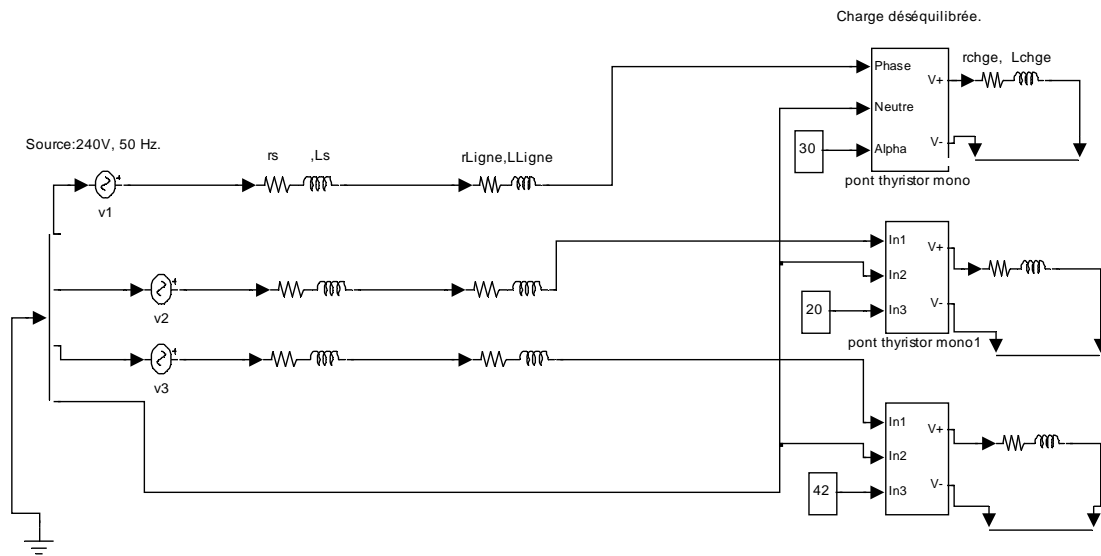 Charge déséquilibrée.
Phase
V+
rchge, Lchge
Neutre
V-
30
Alpha
pont thyristor mono
Source:240V, 50 Hz.
rs ,Ls
rLigne,LLigne
+
v1
In1
V+
In2
V-
20
In3
pont thyristor mono1
+
v2
+
v3
In1
V+
In2
V-
42
In3